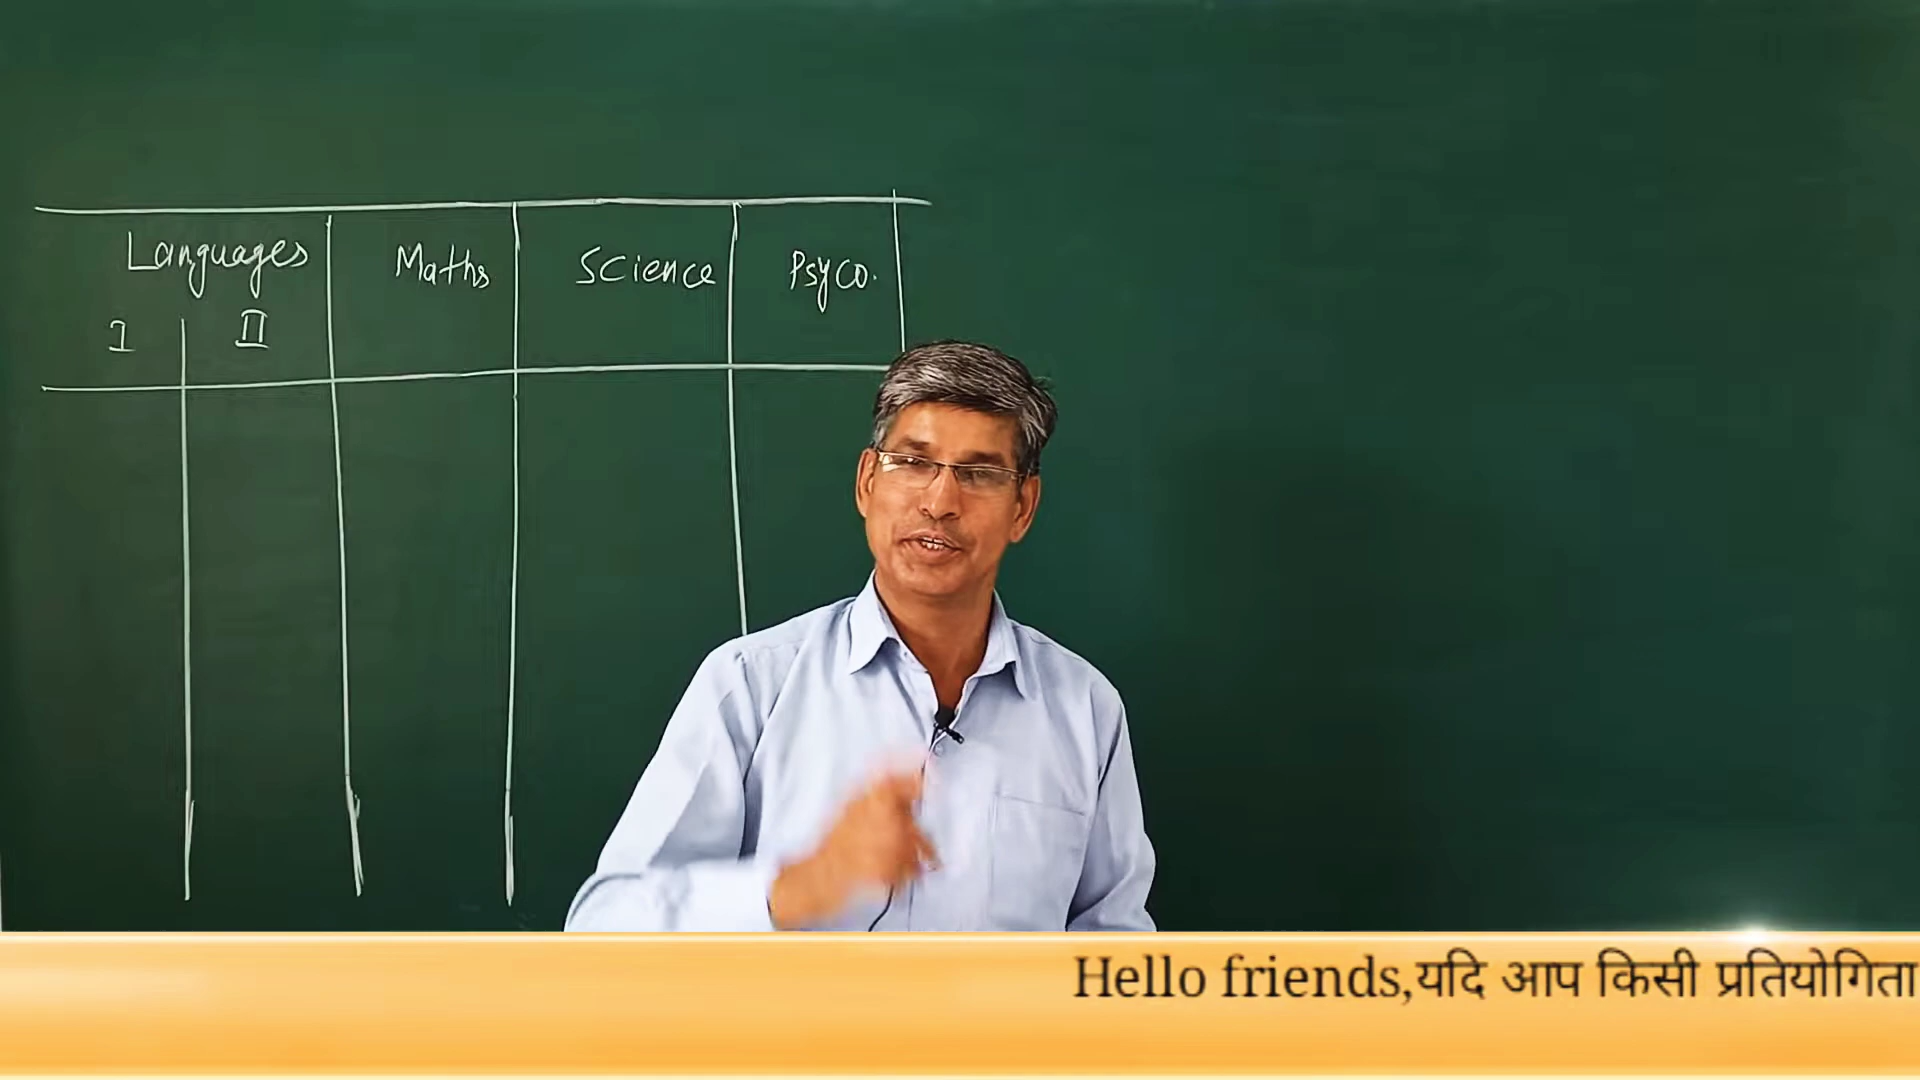 Languages Maths Science Psyco.
I II
Hello friends,यदि आप किसी प्रतियोगिता